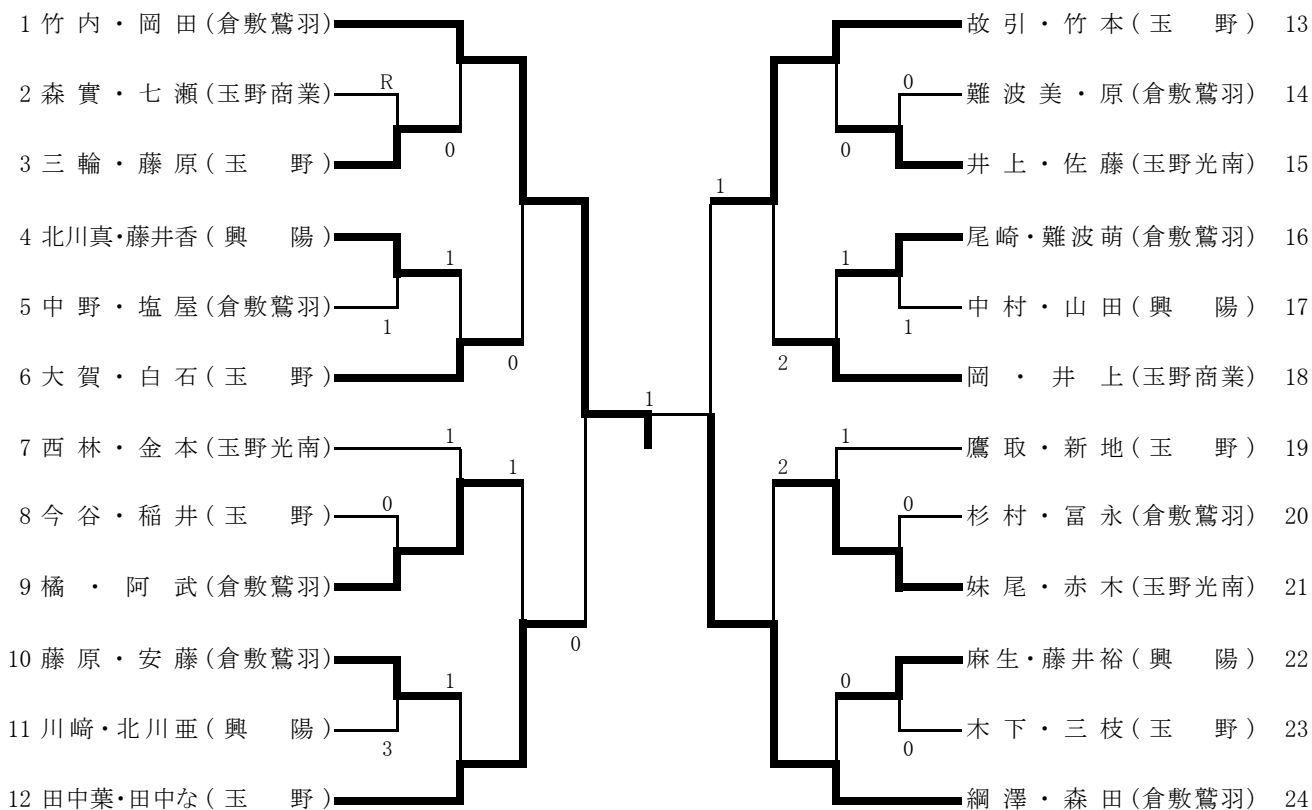 1 竹 内 ・ 岡 田 (倉敷鷲羽) 故 引 ・ 竹 本 ( 玉 野 ) 13
R 0
2 森 實 ・ 七 瀬 (玉野商業) 難 波 美 ・ 原 (倉敷鷲羽) 14
0 0
3 三 輪 ・ 藤 原 ( 玉 野 ) 井 上 ・ 佐 藤 (玉野光南) 15
1
4 北川真・藤井香 ( 興 陽 ) 尾崎・難波萌 (倉敷鷲羽) 16
1 1
5 中 野 ・ 塩 屋 (倉敷鷲羽) 中 村 ・ 山 田 ( 興 陽 ) 17
1 1
0 2
6 大 賀 ・ 白 石 ( 玉 野 ) 岡 ・ 井 上 (玉野商業) 18
1
7 西 林 ・ 金 本 (玉野光南) 1 1 鷹 取 ・ 新 地 ( 玉 野 ) 19
1 2
8 今 谷 ・ 稲 井 ( 玉 野 ) 0 0 杉 村 ・ 冨 永 (倉敷鷲羽) 20
9 橘 ・ 阿 武 (倉敷鷲羽) 妹 尾 ・ 赤 木 (玉野光南) 21
0
10 藤 原 ・ 安 藤 (倉敷鷲羽) 麻生・藤井裕 ( 興 陽 ) 22
1 0
11 川﨑・北川亜 ( 興 陽 ) 木 下 ・ 三 枝 ( 玉 野 ) 23
3 0
12 田中葉・田中な ( 玉 野 ) 綱 澤 ・ 森 田 (倉敷鷲羽) 24